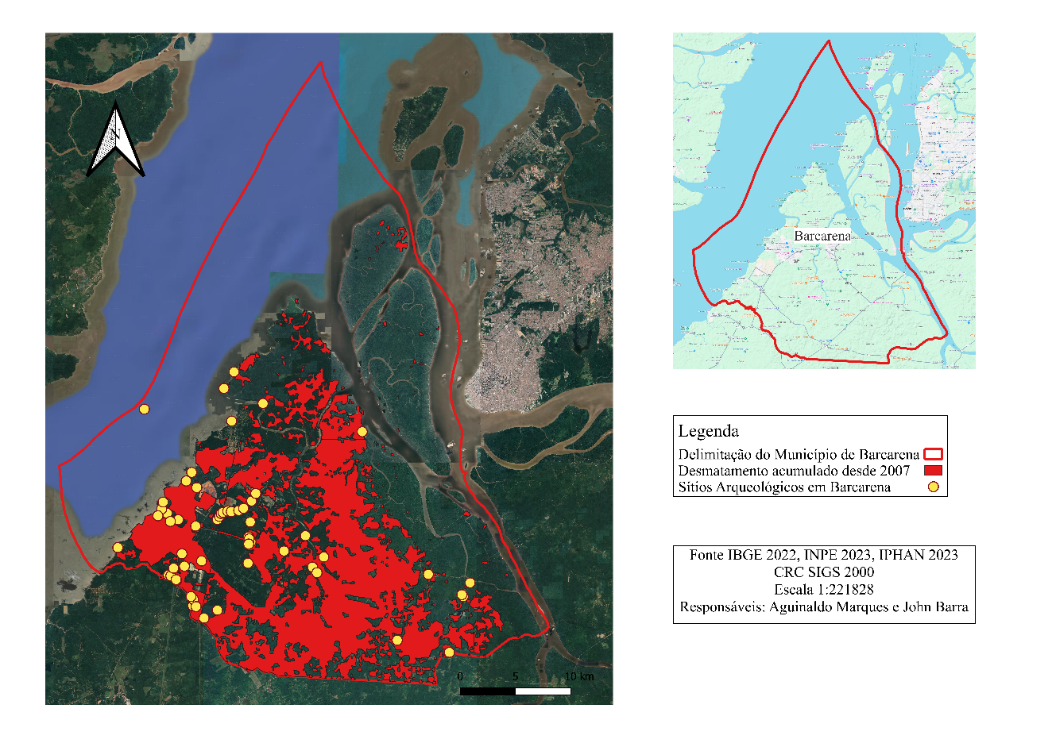 N
0 5 10 km
Barcarena
Legenda
Delimitação do Município de Barcarena
Desmatamento acumulado desde 2007
Sítios Arqueológicos em Barcarena
Fonte IBGE 2022, INPE 2023, IPHAN 2023
CRC SIGS 2000
Escala 1:221828
Responsáveis: Aguinaldo Marques e John Barra